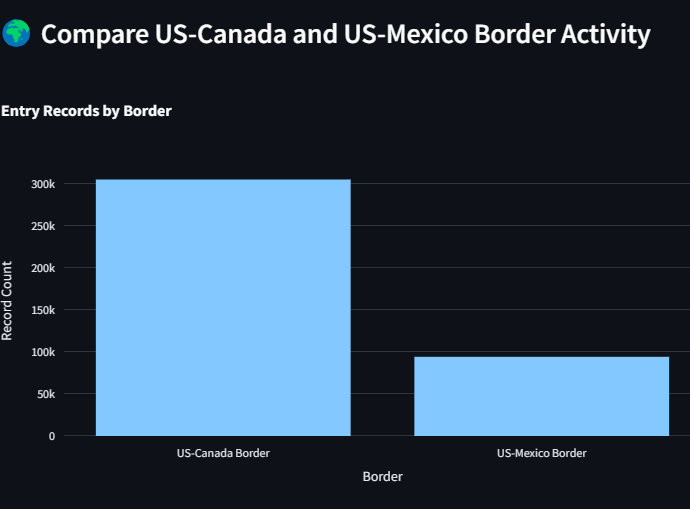 Compare US-Canada and US-Mexico Border Activity
Entry Records by Border
300k
250k
200k
150k
100k
50k
0
Record Count
US-Canada Border
US-Mexico Border
Border